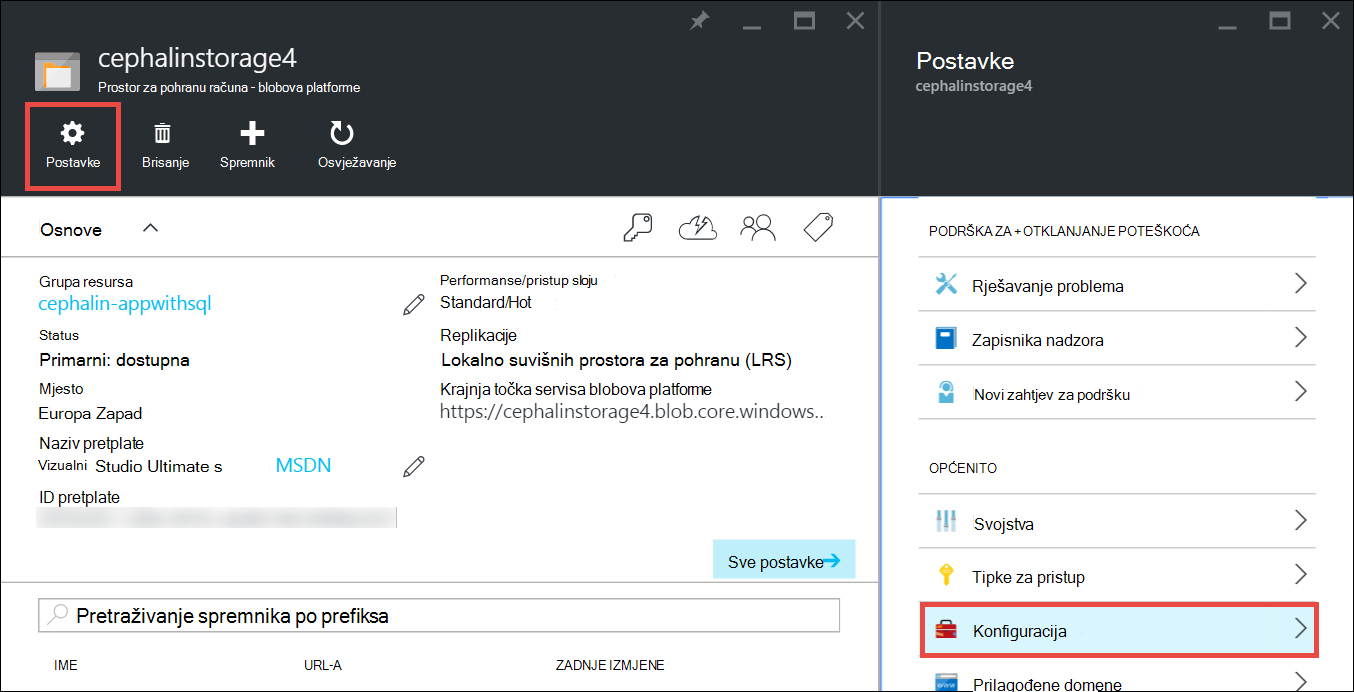 cephalinstorage4
Prostor za pohranu računa - blobova platforme
Postavke
Brisanje
Spremnik
Osvježavanje
Osnove
Grupa resursa
cephalin-appwithsql
Status
Primarni: dostupna
Mjesto
Europa Zapad
Naziv pretplate
Vizualni Studio Ultimate s MSDN
ID pretplate
Performanse/pristup sloju
Standard/Hot
Replikacije
Lokalno suvišnih prostora za pohranu (LRS)
Krajnja točka servisa blobova platforme
https://cephalinstorage4.blob.core.windows..
Sve postavke
Pretraživanje spremnika po prefiksa
IME URL-A ZADNJE IZMJENE
Postavke
cephalinstorage4
PODRŠKA ZA + OTKLANJANJE POTEŠKOĆA
Rješavanje problema
Zapisnika nadzora
Novi zahtjev za podršku
OPĆENITO
Svojstva
Tipke za pristup
Konfiguracija
Prilagođene domene